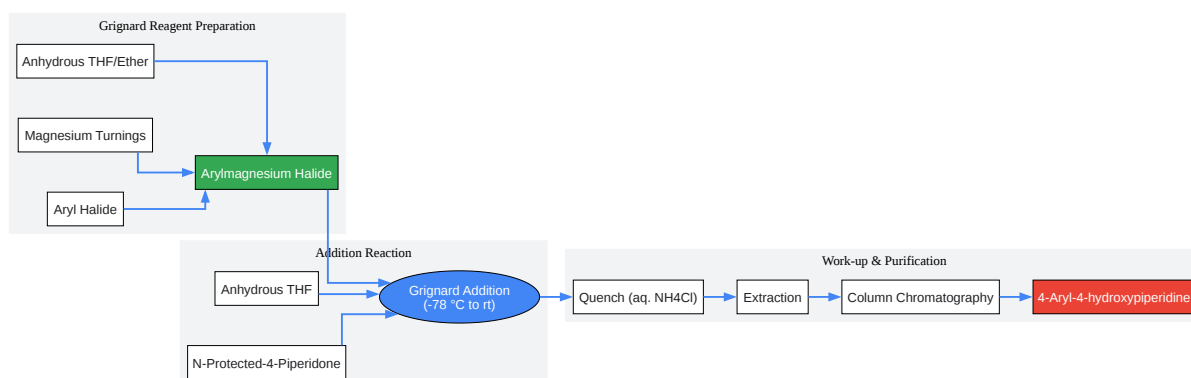 Grignard Reagent Preparation
Anhydrous THF/Ether
Magnesium Turnings
Arylmagnesium Halide
Aryl Halide
Addition Reaction
Anhydrous THF
Grignard Addition
(-78 °C to rt)
N-Protected-4-Piperidone
Work-up & Purification
Quench (aq. NH4Cl)
Extraction
Column Chromatography
4-Aryl-4-hydroxypiperidine